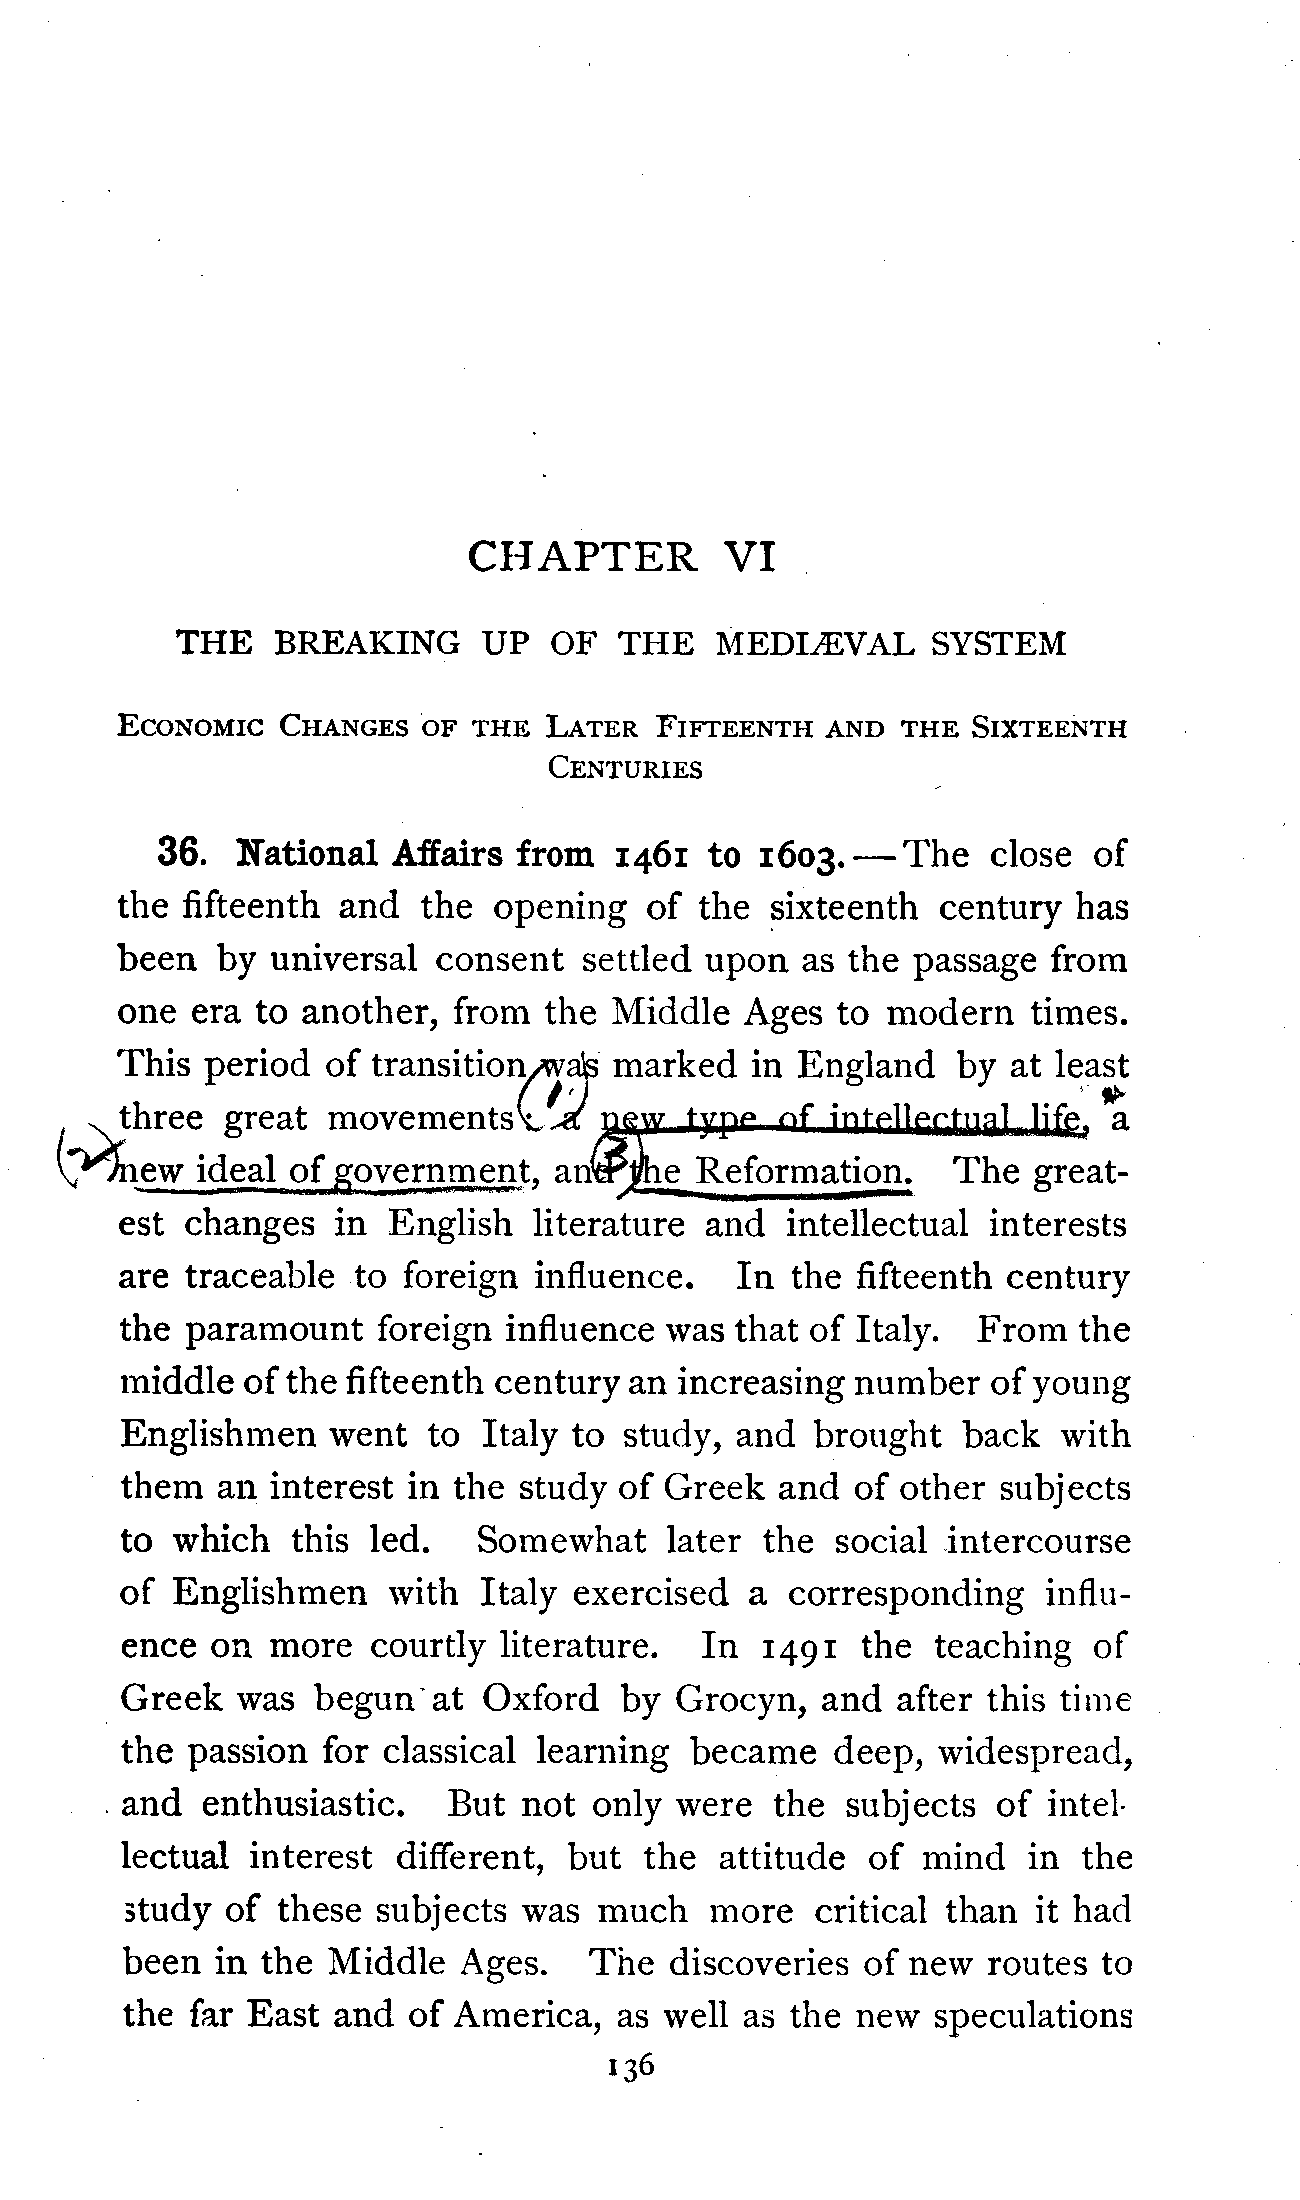 CHAPTER VI
THE BREAKING UP OF THE MEDIÆVAL SYSTEM
Economic Changes of the Later Fifteenth and the Sixteenth
Centuries
36. National Affairs from 1461 to 1603.—The close of
the fifteenth and the opening of the sixteenth century has
been by universal consent settled upon as the passage from
one era to another, from the Middle Ages to modern times.
This period of transition was marked in England by at least
three great movements: (1) a new type of intellectual life, a
(2) new ideal of government, and (3) the Reformation. The great-
est changes in English literature and intellectual interests
are traceable to foreign influence. In the fifteenth century
the paramount foreign influence was that of Italy. From the
middle of the fifteenth century an increasing number of young
Englishmen went to Italy to study, and brought back with
them an interest in the study of Greek and of other subjects
to which this led. Somewhat later the social intercourse
of Englishmen with Italy exercised a corresponding influ-
ence on more courtly literature. In 1491 the teaching of
Greek was begun at Oxford by Grocyn, and after this time
the passion for classical learning became deep, widespread,
and enthusiastic. But not only were the subjects of intel-
lectual interest different, but the attitude of mind in the
study of these subjects was much more critical than it had
been in the Middle Ages. The discoveries of new routes to
the far East and of America, as well as the new speculations
136